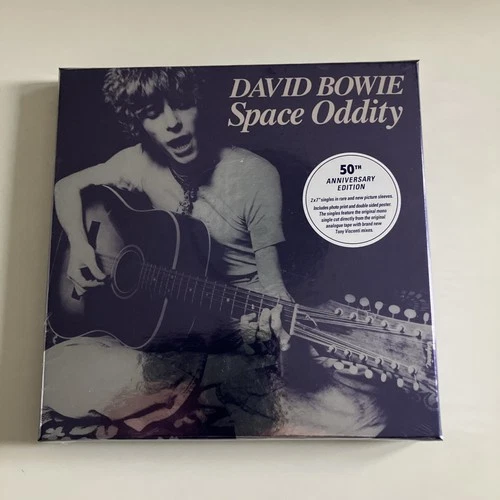 DAVID BOWIE
Space Oddity
50TH
ANNIVERSARY
EDITION
2x7" singles in rare and new picture sleeves.
Includes photo print and double sided poster.
The singles feature the original mono
single cut directly from the original
analogue tape with brand new
Tony Visconti mixes.